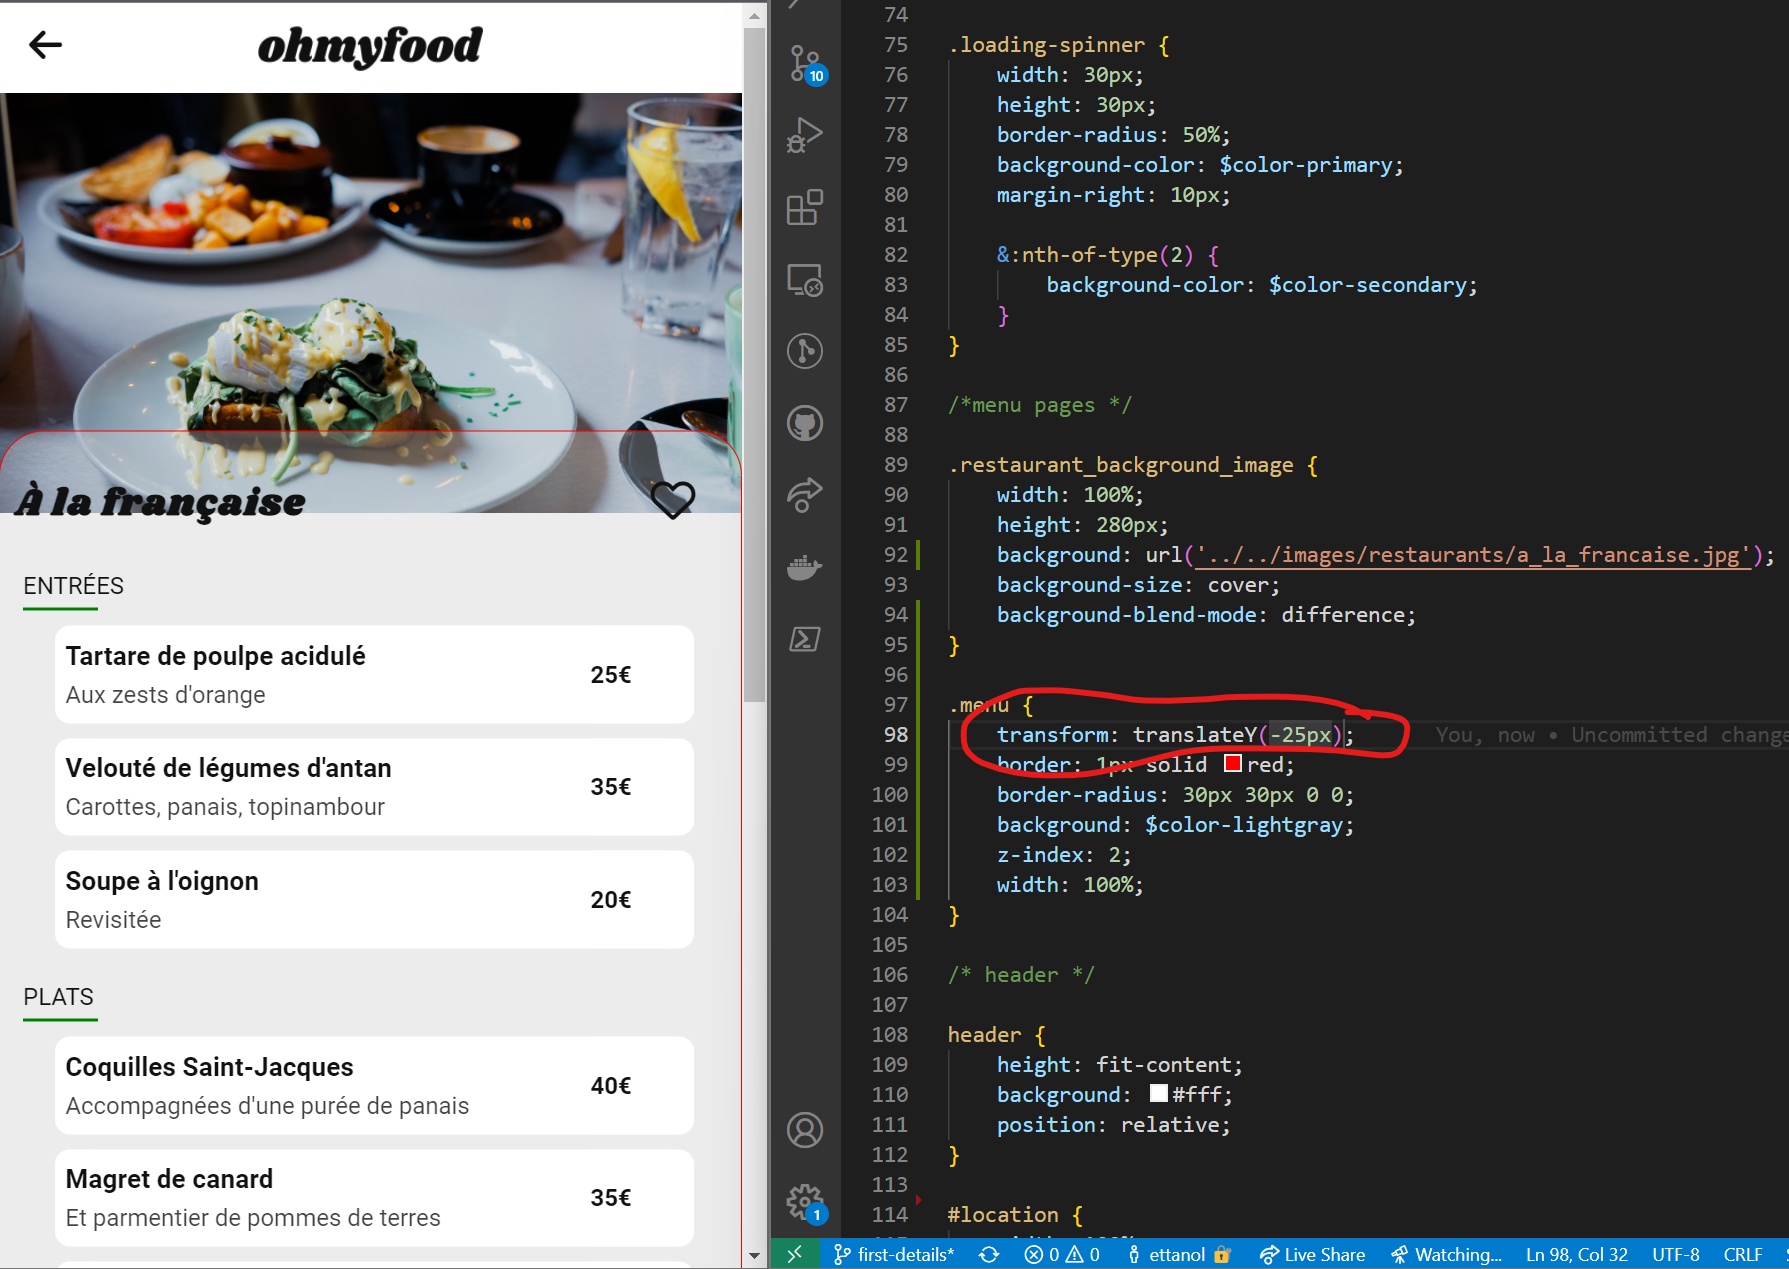 ohmyfood
À la française
ENTRÉES
Tartare de poulpe acidulé
Aux zests d'orange
25€
Velouté de légumes d'antan
Carottes, panais, topinambour
35€
Soupe à l'oignon
Revisitée
20€
PLATS
Coquilles Saint-Jacques
Accompagnées d'une purée de panais
40€
Magret de canard
Et parmentier de pommes de terres
35€
10
1
74
75 .loading-spinner {
76 width: 30px;
77 height: 30px;
78 border-radius: 50%;
79 background-color: $color-primary;
80 margin-right: 10px;
81
82 &:nth-of-type(2) {
83 background-color: $color-secondary;
84 }
85 }
86
87 /*menu pages */
88
89 .restaurant_background_image {
90 width: 100%;
91 height: 280px;
92 background: url('../../images/restaurants/a_la_francaise.jpg');
93 background-size: cover;
94 background-blend-mode: difference;
95 }
96
97 .menu {
98 transform: translateY(-25px); You, now • Uncommitted change
99 border: 1px solid red;
100 border-radius: 30px 30px 0 0;
101 background: $color-lightgray;
102 z-index: 2;
103 width: 100%;
104 }
105
106 /* header */
107
108 header {
109 height: fit-content;
110 background: #fff;
111 position: relative;
112 }
113
114 #location {
first-details* 0 0 ettanol Live Share Watching... Ln 98, Col 32 UTF-8 CRLF